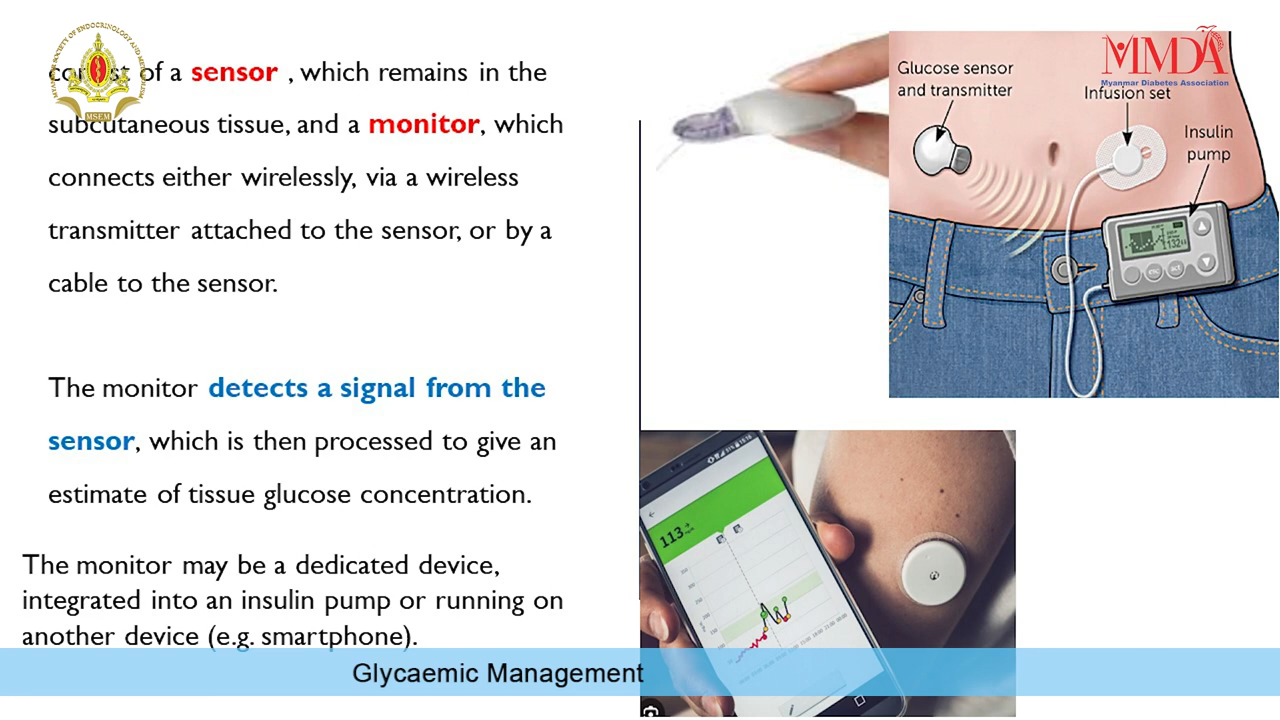 of a sensor , which remains in the
subcutaneous tissue, and a monitor, which
connects either wirelessly, via a wireless
transmitter attached to the sensor, or by a
cable to the sensor.
The monitor detects a signal from the
sensor, which is then processed to give an
estimate of tissue glucose concentration.
The monitor may be a dedicated device,
integrated into an insulin pump or running on
another device (e.g. smartphone).
MSEM
Glucose sensor
and transmitter
MMDA
Myanmar Diabetes Association
Infusion set
Insulin
pump
113
Glycaemic Management